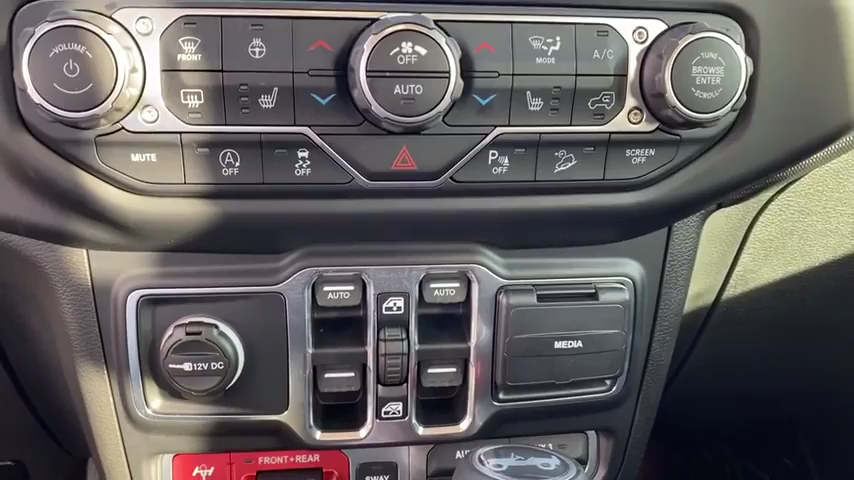 VOLUME
FRONT
OFF
AUTO
MODE
A/C
TUNE
BROWSE
ENTER
SCROLL
MUTE
A
OFF
OFF
P
OFF
SCREEN
OFF
AUTO
AUTO
12V DC
MEDIA
FRONT+REAR
SWAY